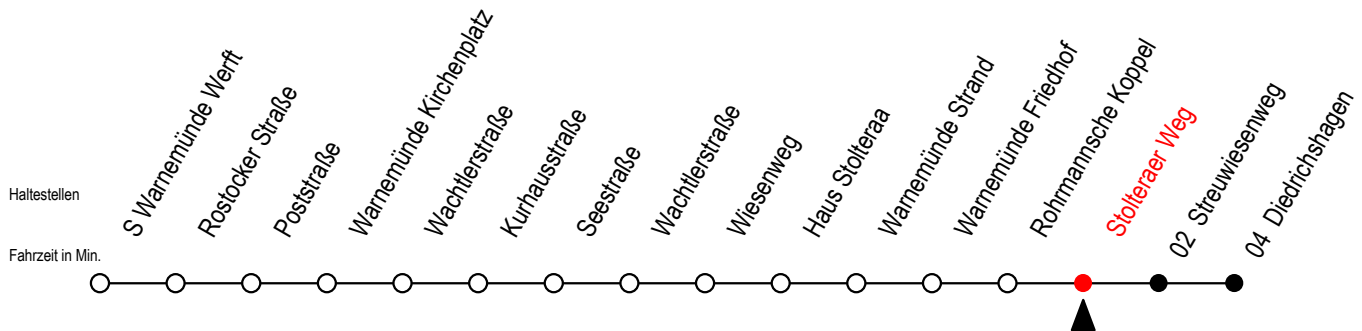 S Warnemünde Werft
Rostocker Straße
Poststraße
Warnemünde Kirchenplatz
Wachtlerstraße
Kurhausstraße
Seestraße
Wachtlerstraße
Wiesenweg
Haus Stolteraa
Warnemünde Strand
Warnemünde Friedhof
Rohrmannsche Koppel
Stolteraer Weg
02 Streuwiesenweg
04 Diedrichshagen
Haltestellen
Fahrzeit in Min.